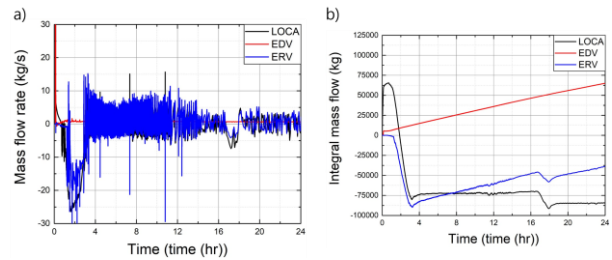 a)
b)
Mass flow rate (kg/s)
30
20
10
0
-10
-20
-30
LOCA
EDV
ERV
0 4 8 12 16 20 24
Time (time (hr))
Integral mass flow (kg)
125000
100000
75000
50000
25000
0
-25000
-50000
-75000
-100000
LOCA
EDV
ERV
0 4 8 12 16 20 24
Time (time (hr))